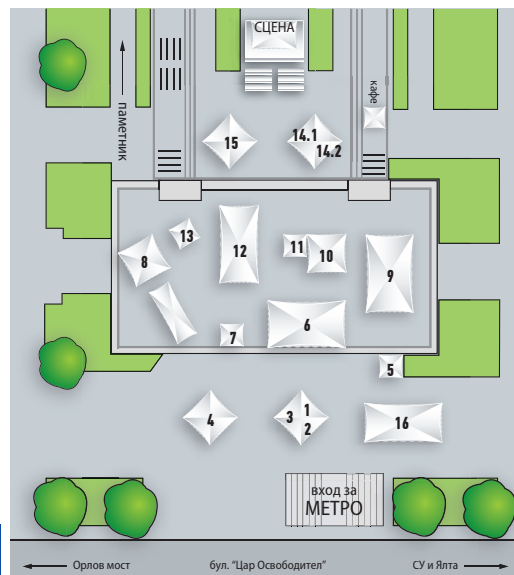 СЦЕНА
памeтник
кафе
15
14.1
14.2
13
12
11
10
8
9
6
7
5
4
3
1
2
16
вход за
МЕТРО
Орлов мост
бул. "Цар Освободител"
СУ и Ялта